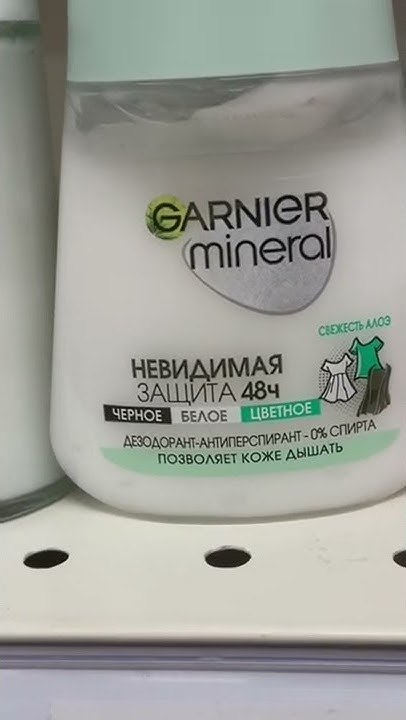 GARNIER
mineral
СВЕЖЕСТЬ АЛОЭ
НЕВИДИМАЯ
ЗАЩИТА 48ч
ЧЕРНОЕ БЕЛОЕ ЦВЕТНОЕ
ДЕЗОДОРАНТ-АНТИПЕРСПИРАНТ - 0% СПИРТА
ПОЗВОЛЯЕТ КОЖЕ ДЫШАТЬ